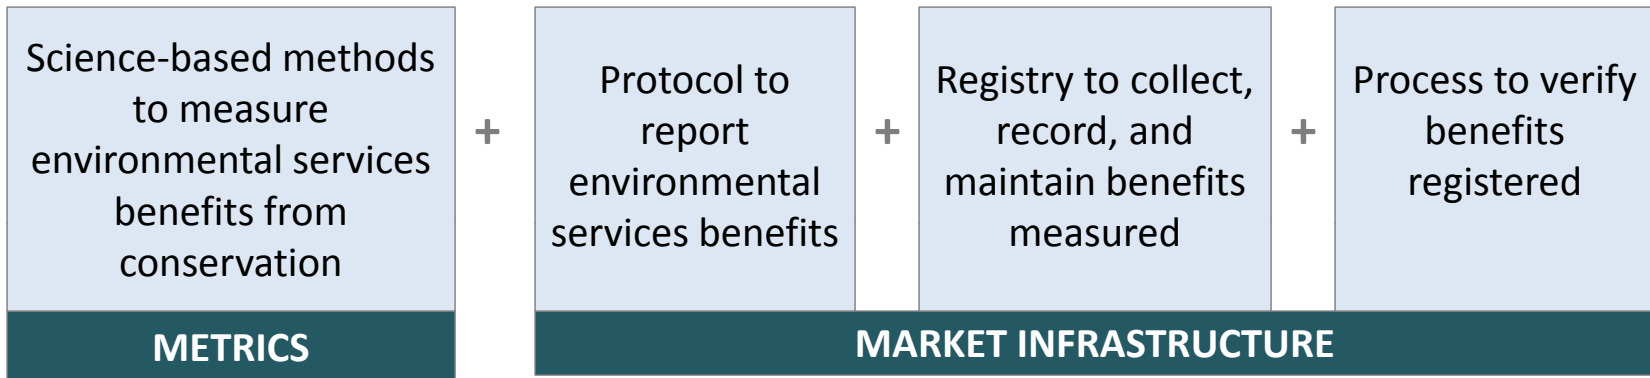 Science-based methods
to measure
environmental services
benefits from
conservation
METRICS
+
Protocol to
report
environmental
services benefits
+
Registry to collect,
record, and
maintain benefits
measured
+
Process to verify
benefits
registered
MARKET INFRASTRUCTURE